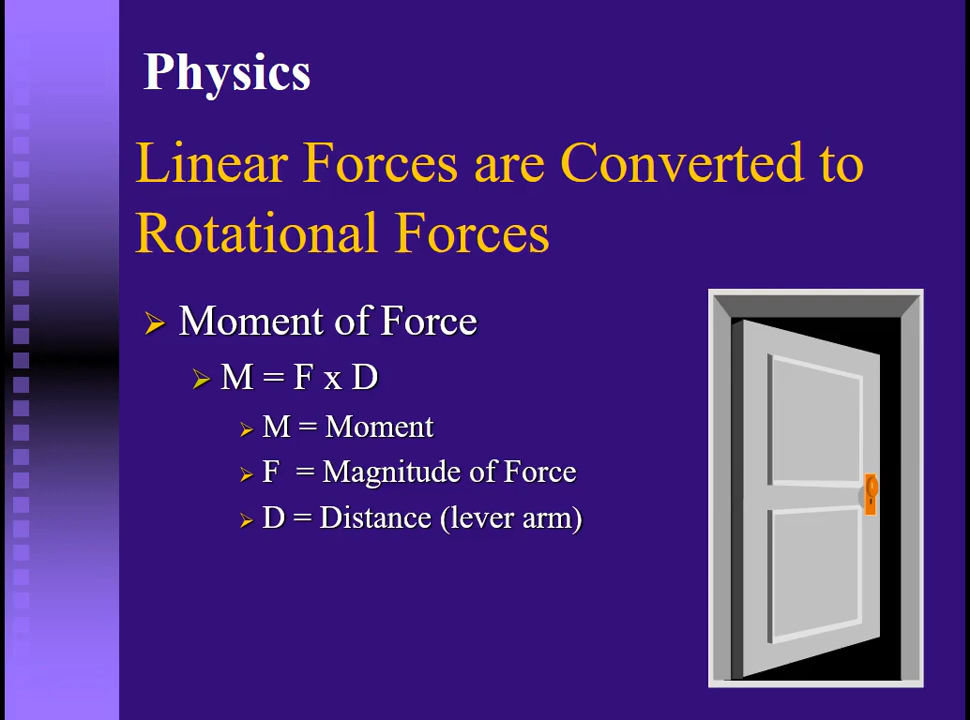 Physics
Linear Forces are Converted to
Rotational Forces
Moment of Force
M = F x D
M = Moment
F = Magnitude of Force
D = Distance (lever arm)